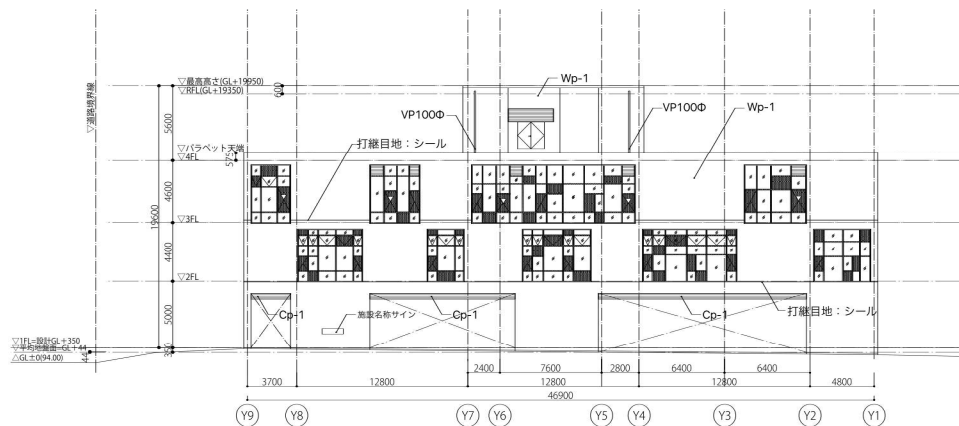 ▽道路境界線
▽最高高さ(GL+19950)
▽RFL(GL+19350)
600
5600
▽パラペット天端
▽4FL
575
4600
19600
▽3FL
4400
▽2FL
5000
▽1FL=設計GL+350
▽平均地盤面=GL+44
△GL±0(94.00)
44
350
Wp-1
VP100Φ
VP100Φ
Wp-1
打継目地：シール
Cp-1
施設名称サイン
Cp-1
Cp-1
打継目地：シール
2400
7600
2800
6400
6400
3700
12800
12800
12800
4800
46900
Y9
Y8
Y7
Y6
Y5
Y4
Y3
Y2
Y1